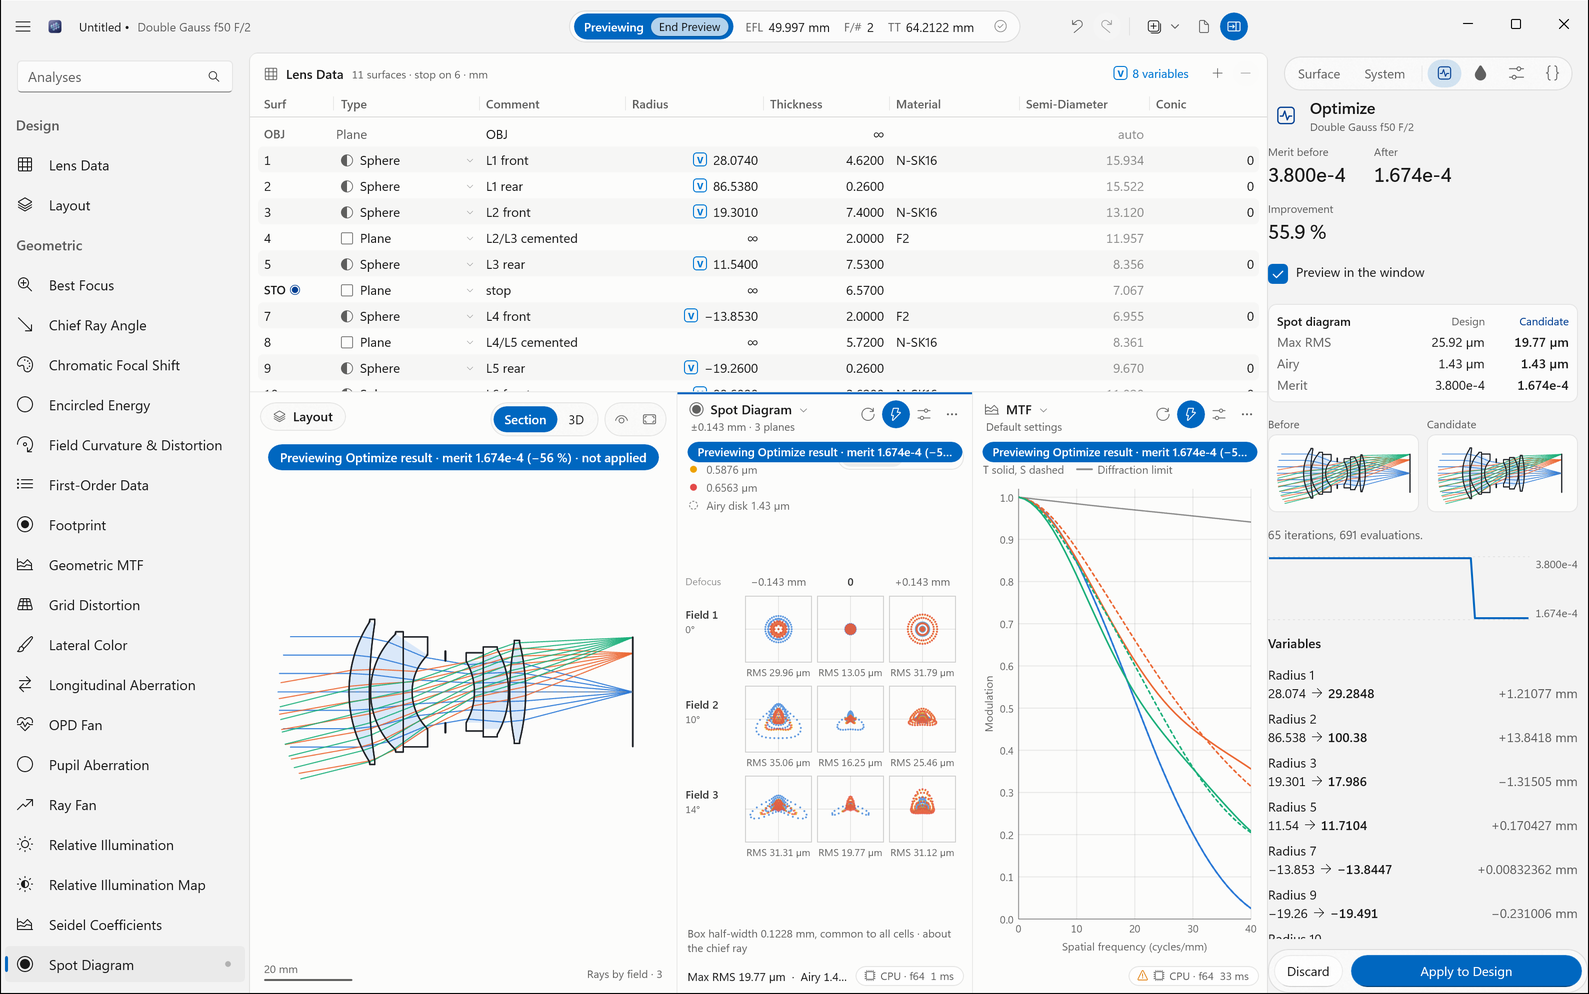 Untitled • Double Gauss f50 F/2
Previewing End Preview EFL 49.997 mm F/# 2 TT 64.2122 mm
Analyses
Design
Lens Data
Layout
Geometric
Best Focus
Chief Ray Angle
Chromatic Focal Shift
Encircled Energy
Field Curvature & Distortion
First-Order Data
Footprint
Geometric MTF
Grid Distortion
Lateral Color
Longitudinal Aberration
OPD Fan
Pupil Aberration
Ray Fan
Relative Illumination
Relative Illumination Map
Seidel Coefficients
Spot Diagram
Lens Data 11 surfaces · stop on 6 · mm
V 8 variables
Surf Type Comment Radius Thickness Material Semi-Diameter Conic
OBJ Plane OBJ ∞ auto
1 Sphere L1 front V 28.0740 4.6200 N-SK16 15.934 0
2 Sphere L1 rear V 86.5380 0.2600 15.522 0
3 Sphere L2 front V 19.3010 7.4000 N-SK16 13.120 0
4 Plane L2/L3 cemented ∞ 2.0000 F2 11.957
5 Sphere L3 rear V 11.5400 7.5300 8.356 0
STO Plane stop ∞ 6.5700 7.067
7 Sphere L4 front V −13.8530 2.0000 F2 6.955 0
8 Plane L4/L5 cemented ∞ 5.7200 N-SK16 8.361
9 Sphere L5 rear V −19.2600 0.2600 9.670 0
Layout
Section 3D
Previewing Optimize result · merit 1.674e-4 (−56 %) · not applied
20 mm
Rays by field · 3
Spot Diagram
±0.143 mm · 3 planes
Previewing Optimize result · merit 1.674e-4 (−5...
0.5876 µm
0.6563 µm
Airy disk 1.43 µm
Defocus −0.143 mm 0 +0.143 mm
Field 1
0°
RMS 29.96 µm RMS 13.05 µm RMS 31.79 µm
Field 2
10°
RMS 35.06 µm RMS 16.25 µm RMS 25.46 µm
Field 3
14°
RMS 31.31 µm RMS 19.77 µm RMS 31.12 µm
Box half-width 0.1228 mm, common to all cells · about
the chief ray
Max RMS 19.77 µm · Airy 1.4...
CPU · f64 1 ms
MTF
Default settings
Previewing Optimize result · merit 1.674e-4 (−5...
T solid, S dashed Diffraction limit
1.0
0.9
0.8
0.7
0.6
0.5
0.4
0.3
0.2
0.1
0.0
Modulation
0 10 20 30 40
Spatial frequency (cycles/mm)
CPU · f64 33 ms
Surface System {}
Optimize
Double Gauss f50 F/2
Merit before After
3.800e-4 1.674e-4
Improvement
55.9 %
Preview in the window
Spot diagram Design Candidate
Max RMS 25.92 µm 19.77 µm
Airy 1.43 µm 1.43 µm
Merit 3.800e-4 1.674e-4
Before Candidate
65 iterations, 691 evaluations.
3.800e-4
1.674e-4
Variables
Radius 1
28.074 → 29.2848 +1.21077 mm
Radius 2
86.538 → 100.38 +13.8418 mm
Radius 3
19.301 → 17.986 −1.31505 mm
Radius 5
11.54 → 11.7104 +0.170427 mm
Radius 7
−13.853 → −13.8447 +0.00832362 mm
Radius 9
−19.26 → −19.491 −0.231006 mm
Radius 10
Discard Apply to Design